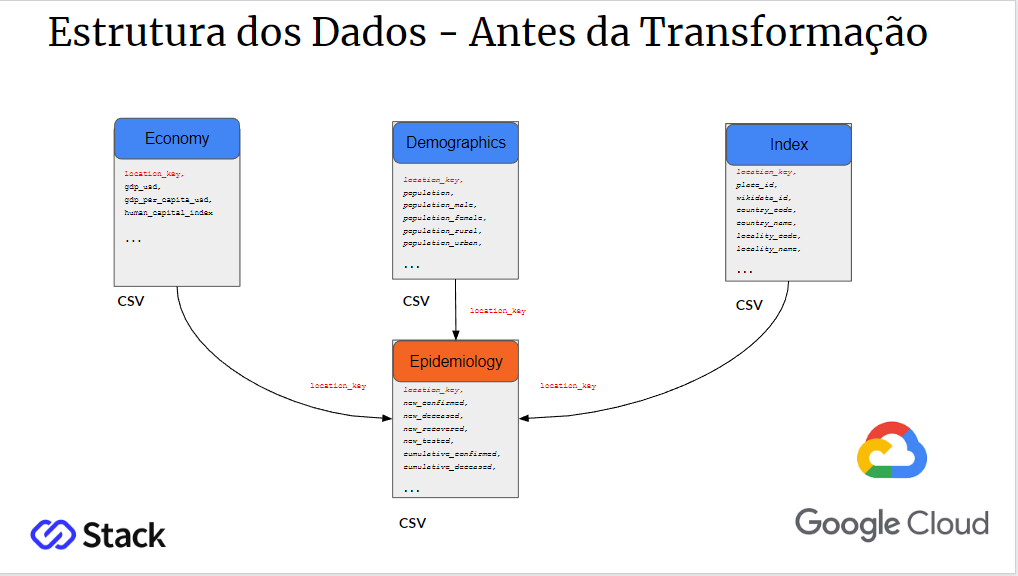 Estrutura dos Dados - Antes da Transformação
Economy
location_key,
gdp_usd,
gdp_per_capita_usd,
human_capital_index
...
CSV
Demographics
location_key,
population,
population_male,
population_female,
population_rural,
population_urban,
...
CSV
Index
location_key,
place_id,
wikidata_id,
country_code,
country_name,
locality_code,
locality_name,
...
CSV
location_key
location_key
location_key
Epidemiology
location_key,
new_confirmed,
new_deceased,
new_recovered,
new_tested,
cumulative_confirmed,
cumulative_deceased,
...
CSV
Stack
Google Cloud